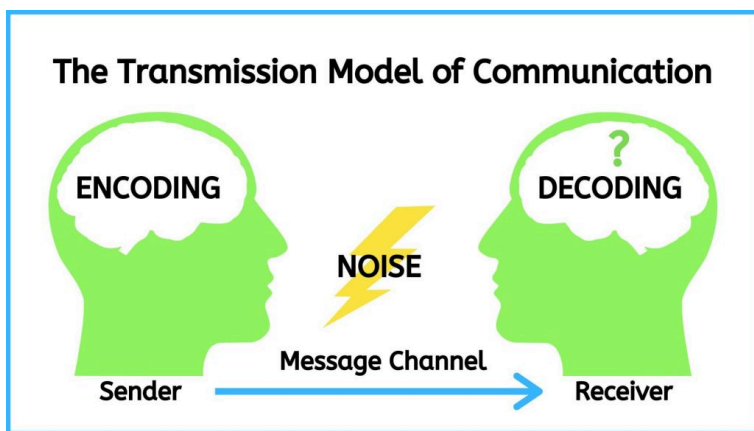 The Transmission Model of Communication
ENCODING
?
DECODING
NOISE
Message Channel
Sender
Receiver